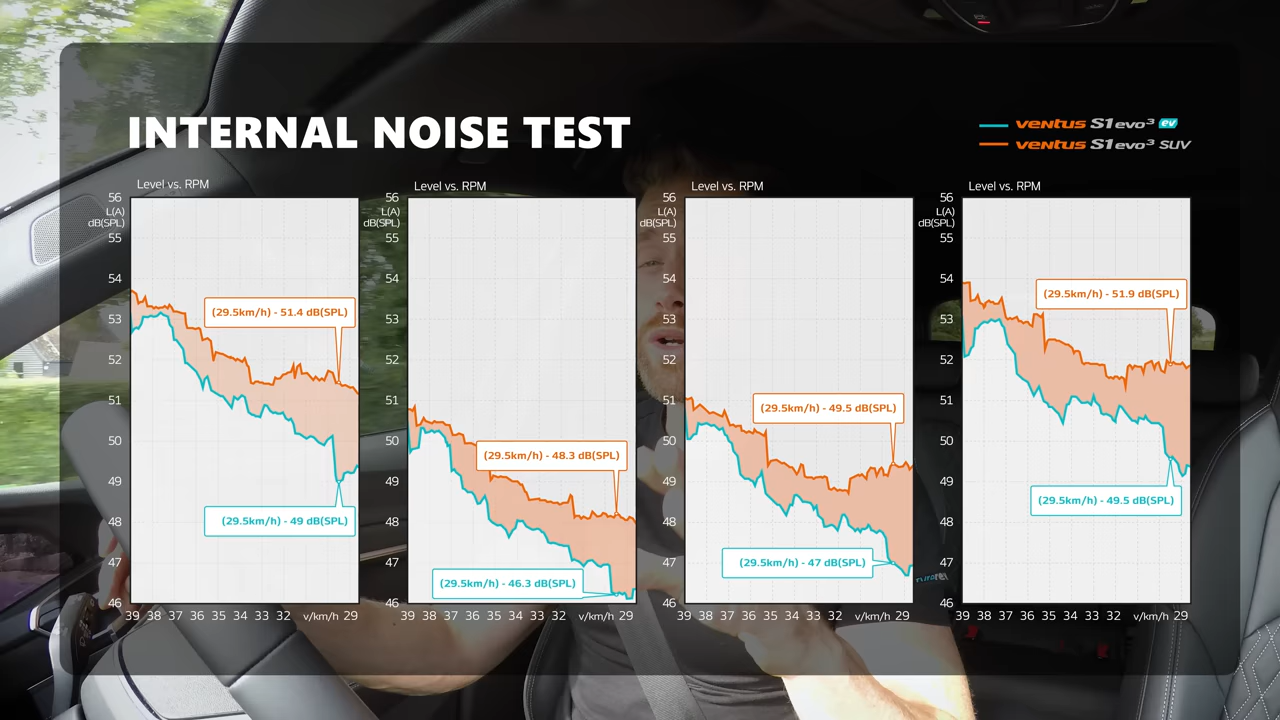 INTERNAL NOISE TEST
ventus S1 evo³ ev
ventus S1 evo³ SUV
Level vs. RPM
56
L(A)
dB(SPL)
55
54
53
52
51
50
49
48
47
46
39 38 37 36 35 34 33 32 v/km/h 29
(29.5km/h) - 51.4 dB(SPL)
(29.5km/h) - 49 dB(SPL)
Level vs. RPM
56
L(A)
dB(SPL)
55
54
53
52
51
50
49
48
47
46
39 38 37 36 35 34 33 32 v/km/h 29
(29.5km/h) - 48.3 dB(SPL)
(29.5km/h) - 46.3 dB(SPL)
Level vs. RPM
56
L(A)
dB(SPL)
55
54
53
52
51
50
49
48
47
46
39 38 37 36 35 34 33 32 v/km/h 29
(29.5km/h) - 49.5 dB(SPL)
(29.5km/h) - 47 dB(SPL)
Level vs. RPM
56
L(A)
dB(SPL)
55
54
53
52
51
50
49
48
47
46
39 38 37 36 35 34 33 32 v/km/h 29
(29.5km/h) - 51.9 dB(SPL)
(29.5km/h) - 49.5 dB(SPL)